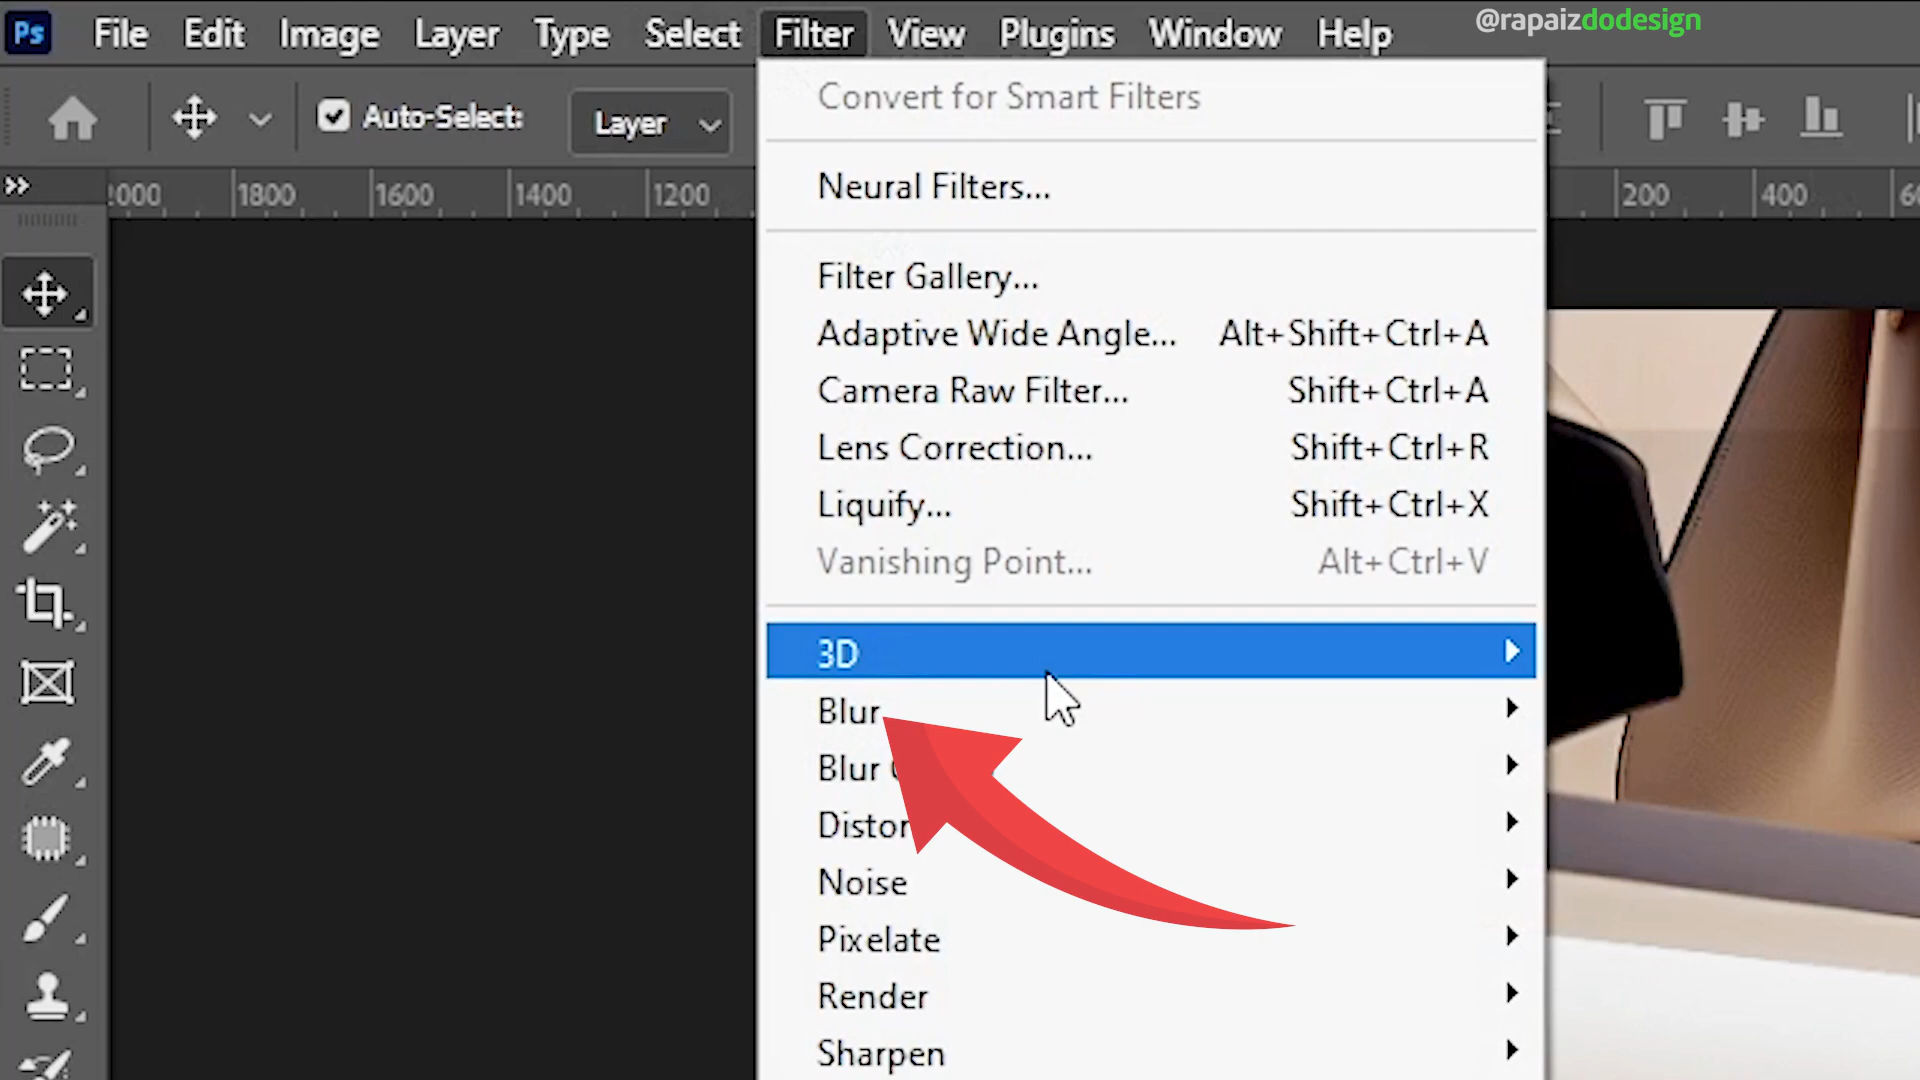 @rapaizdodesign
Ps File Edit Image Layer Type Select Filter View Plugins Window Help
Auto-Select: Layer
1800 1600 1400 1200 200 400
Convert for Smart Filters
Neural Filters...
Filter Gallery...
Adaptive Wide Angle... Alt+Shift+Ctrl+A
Camera Raw Filter... Shift+Ctrl+A
Lens Correction... Shift+Ctrl+R
Liquify... Shift+Ctrl+X
Vanishing Point... Alt+Ctrl+V
3D
Blur
Blur
Distor
Noise
Pixelate
Render
Sharpen